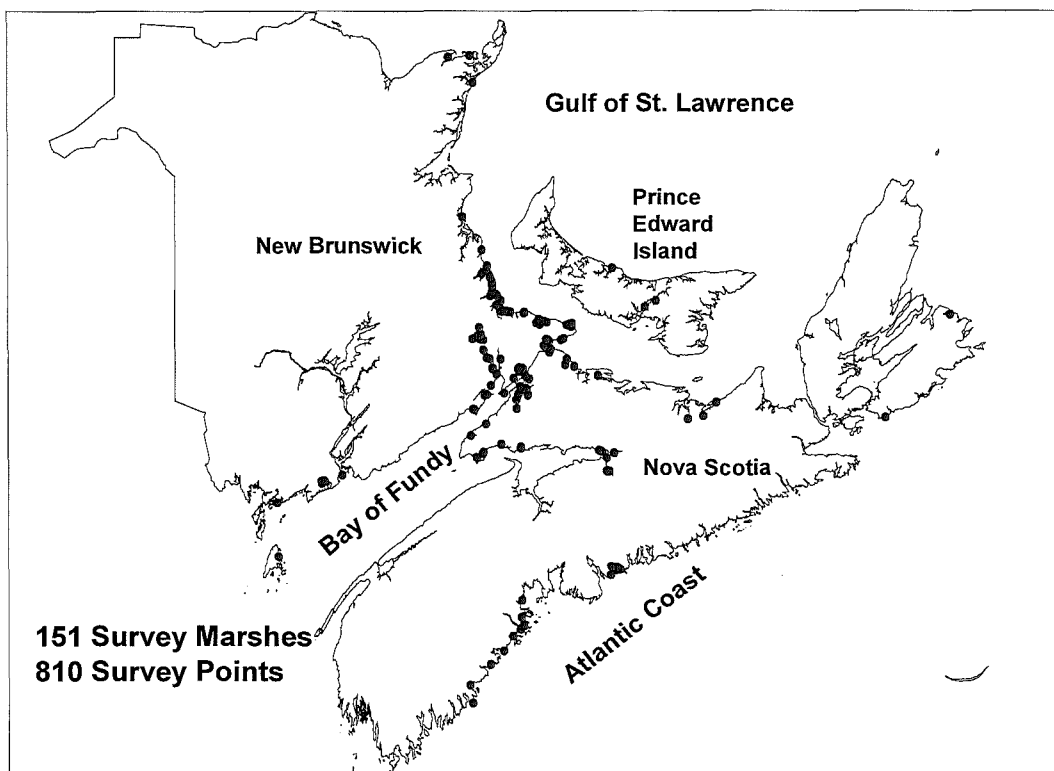 Gulf of St. Lawrence
Prince
Edward
Island
New Brunswick
Nova Scotia
Bay of Fundy
Atlantic Coast
151 Survey Marshes
810 Survey Points